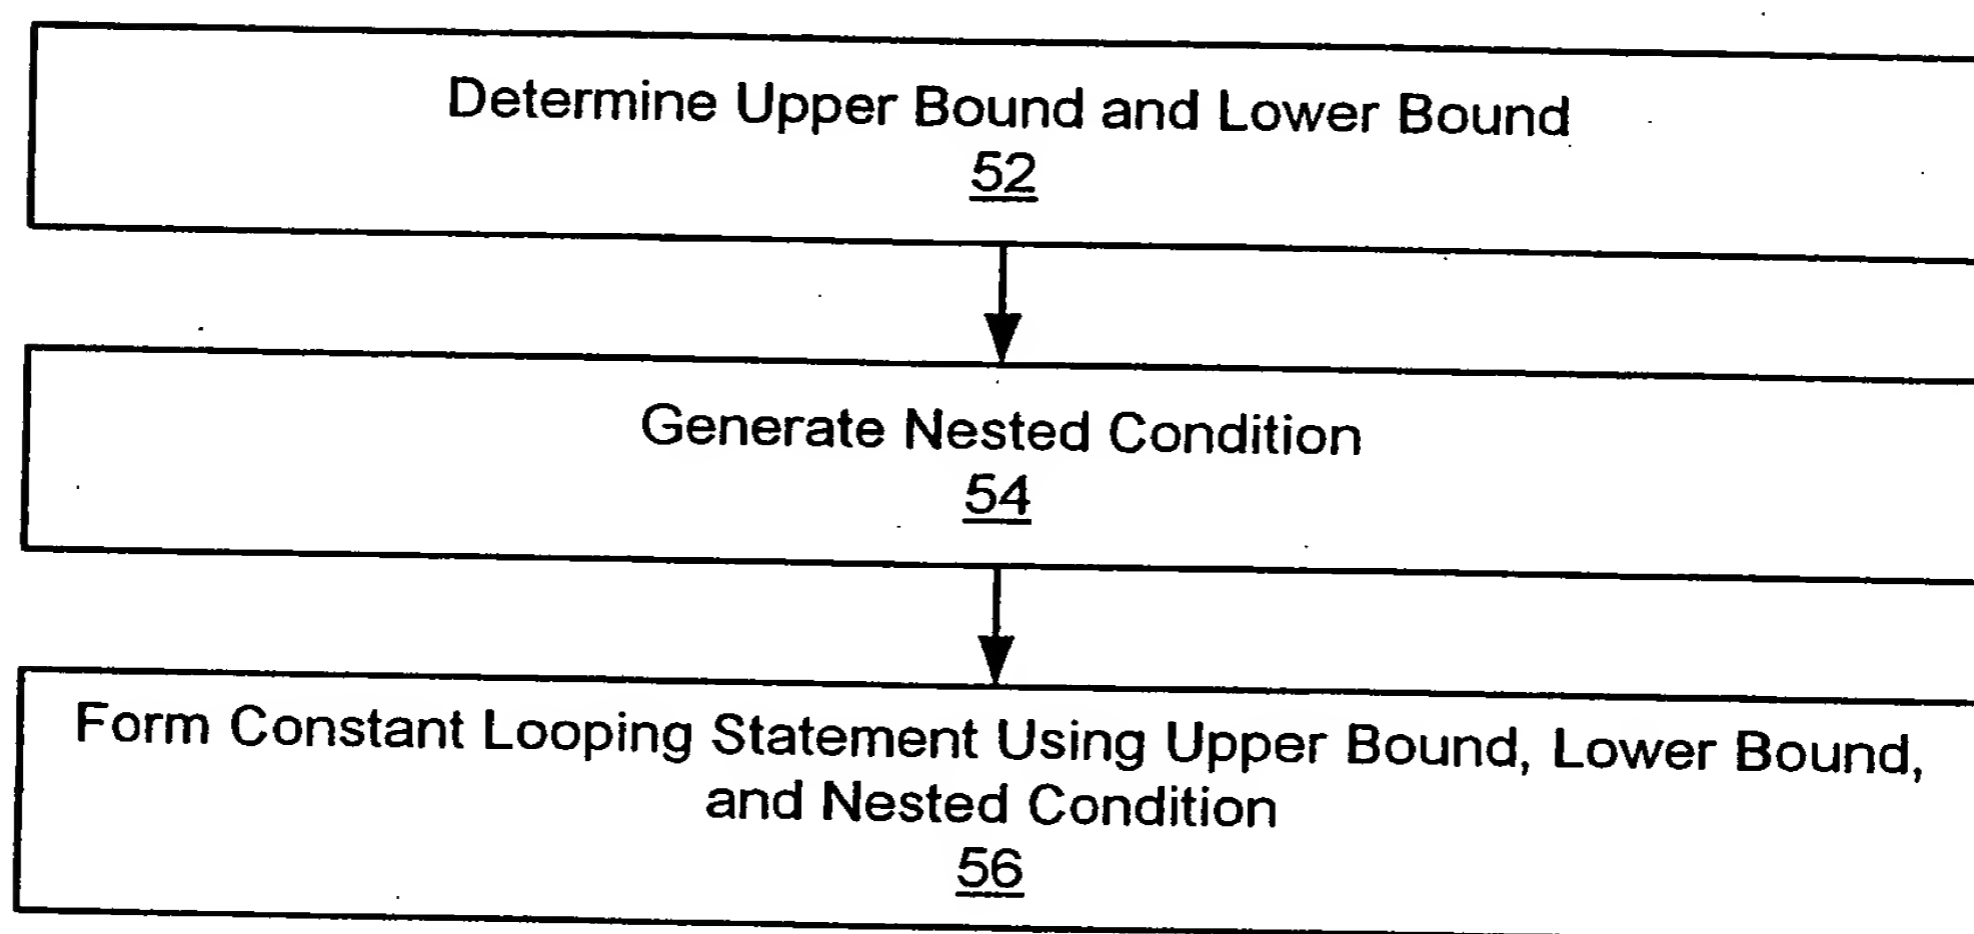 Determine Upper Bound and Lower Bound
52
Generate Nested Condition
54
Form Constant Looping Statement Using Upper Bound, Lower Bound,
and Nested Condition
56